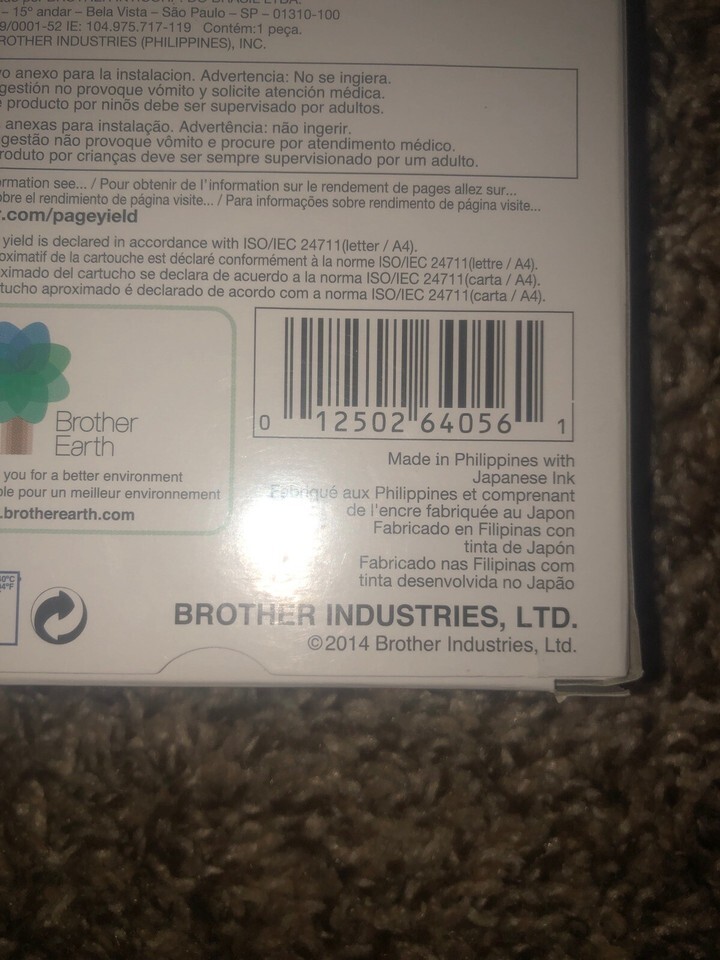 – 15º andar – Bela Vista – São Paulo – SP – 01310-100
9/0001-52 IE: 104.975.717-119 Contém:1 peça.
ROTHER INDUSTRIES (PHILIPPINES), INC.
vo anexo para la instalacion. Advertencia: No se ingiera.
gestión no provoque vómito y solicite atención médica.
e producto por ninõs debe ser supervisado por adultos.
anexas para instalação. Advertência: não ingerir.
gestão não provoque vômito e procure por atendimento médico.
roduto por crianças deve ser sempre supervisionado por um adulto.
rmation see... / Pour obtenir de l'information sur le rendement de pages allez sur...
obre el rendimiento de página visite... / Para informações sobre rendimento de página visite...
r.com/pageyield
yield is declared in accordance with ISO/IEC 24711(letter / A4).
oximatif de la cartouche est déclaré conformément à la norme ISO/IEC 24711(lettre / A4).
ximado del cartucho se declara de acuerdo a la norma ISO/IEC 24711(carta / A4).
tucho aproximado é declarado de acordo com a norma ISO/IEC 24711(carta / A4).
0 12502 64056 1
Brother
Earth
you for a better environment
ble pour un meilleur environnement
.brotherearth.com
Made in Philippines with
Japanese Ink
Fabriqué aux Philippines et comprenant
de l'encre fabriquée au Japon
Fabricado en Filipinas con
tinta de Japón
Fabricado nas Filipinas com
tinta desenvolvida no Japão
BROTHER INDUSTRIES, LTD.
©2014 Brother Industries, Ltd.